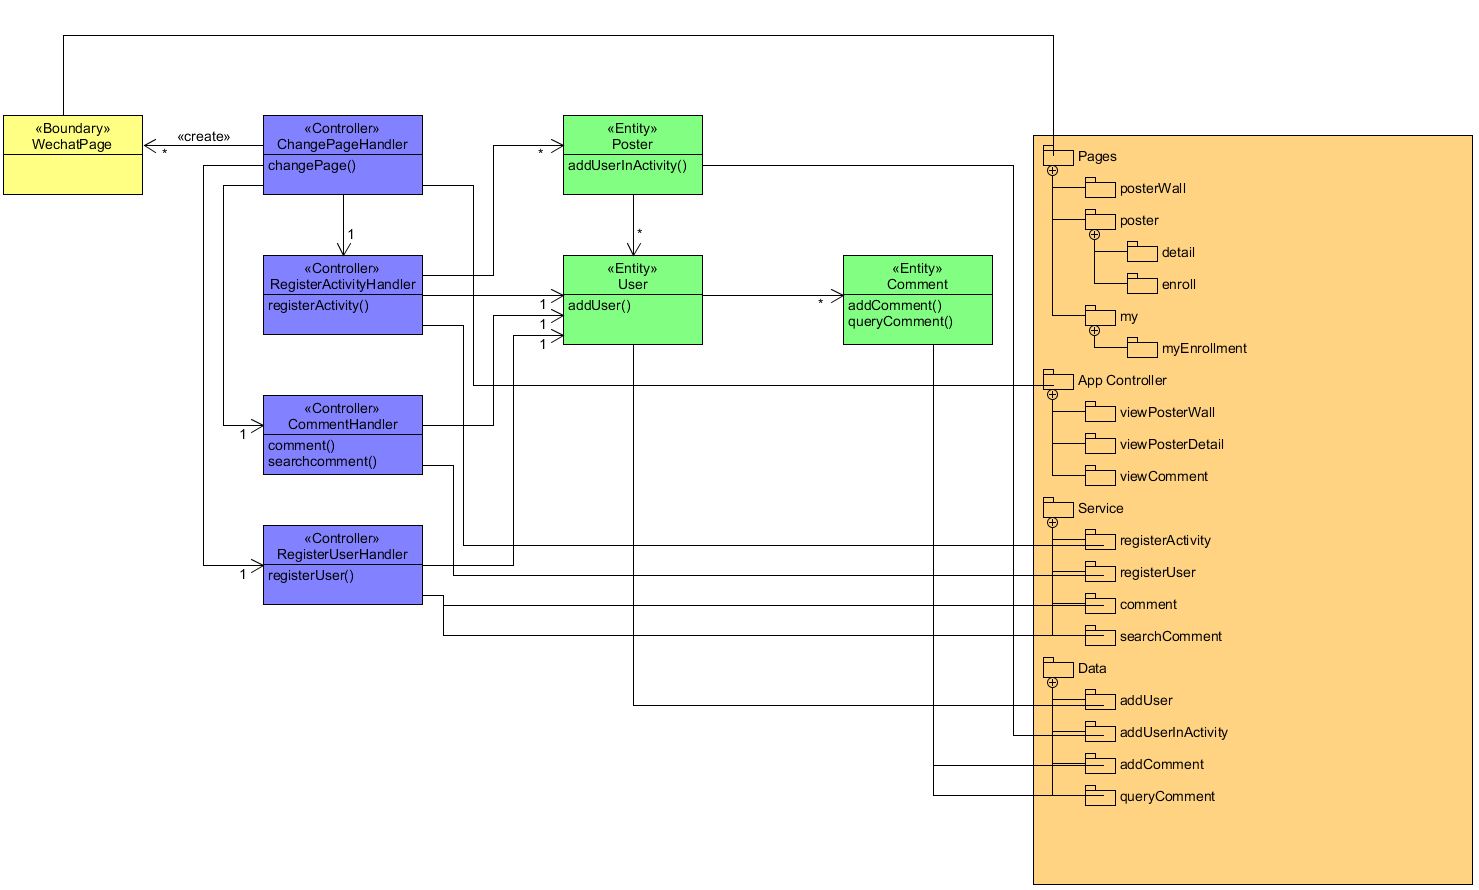 «Boundary»
WechatPage
«create»
*
«Controller»
ChangePageHandler
changePage()
*
«Entity»
Poster
addUserInActivity()
1
*
«Controller»
RegisterActivityHandler
registerActivity()
1
1
1
«Entity»
User
addUser()
*
«Entity»
Comment
addComment()
queryComment()
1
«Controller»
CommentHandler
comment()
searchcomment()
1
«Controller»
RegisterUserHandler
registerUser()
Pages
posterWall
poster
detail
enroll
my
myEnrollment
App Controller
viewPosterWall
viewPosterDetail
viewComment
Service
registerActivity
registerUser
comment
searchComment
Data
addUser
addUserInActivity
addComment
queryComment